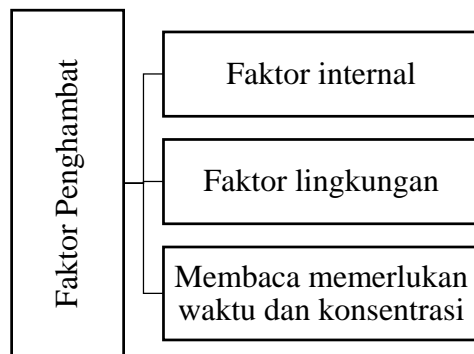 Faktor Penghambat
Faktor internal
Faktor lingkungan
Membaca memerlukan
waktu dan konsentrasi